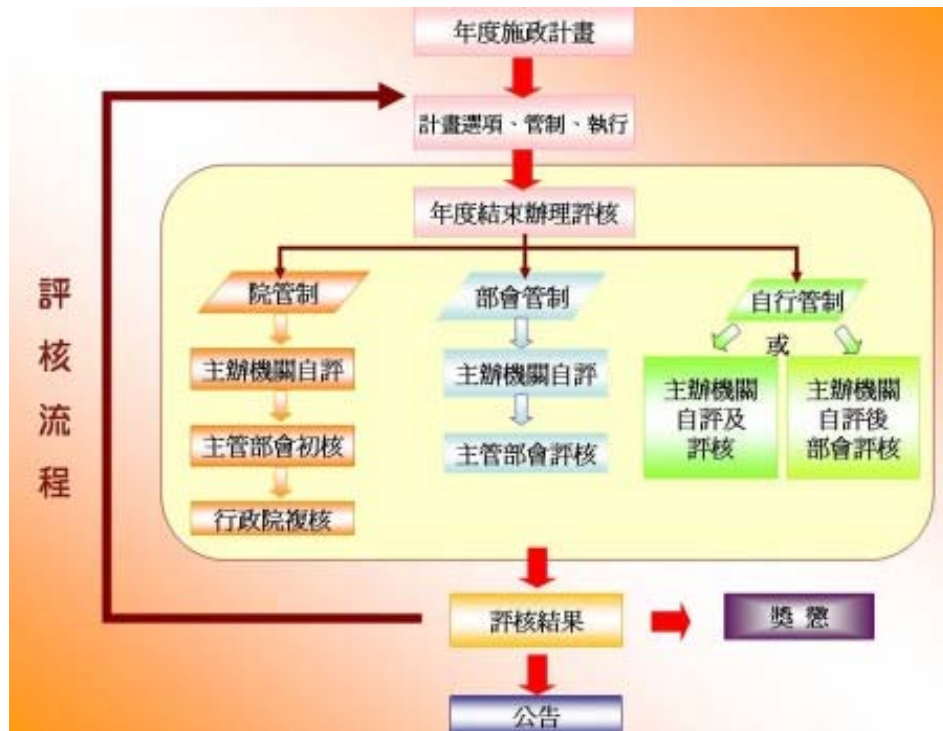 年度施政計畫
計畫選項、管制、執行
年度結束辦理評核
評核流程
院管制
主辦機關自評
主管部會初核
行政院複核
部會管制
主辦機關自評
主管部會評核
自行管制
或
主辦機關
自評及
評核
主辦機關
自評後
部會評核
評核結果
獎 懲
公告